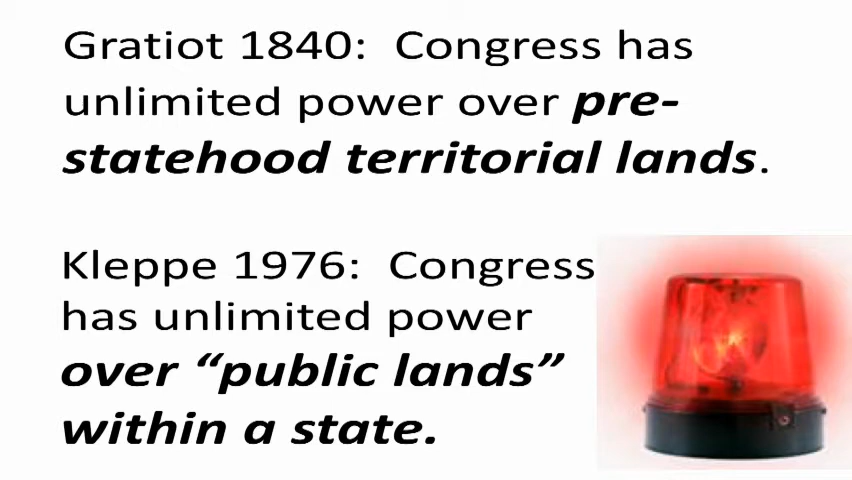 Gratiot 1840:  Congress has
unlimited power over pre-
statehood territorial lands.
Kleppe 1976:  Congress
has unlimited power
over “public lands”
within a state.